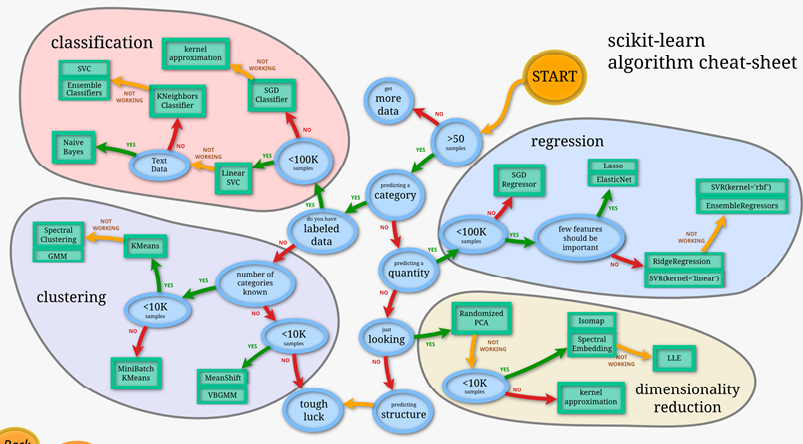 scikit-learn
algorithm cheat-sheet
START
>50
samples
get
more
data
NO
YES
predicting a
category
YES
NO
do you have
labeled
data
YES
NO
predicting a
quantity
YES
NO
just
looking
YES
NO
predicting
structure
tough
luck
classification
kernel
approximation
NOT
WORKING
SVC
Ensemble
Classifiers
NOT
WORKING
KNeighbors
Classifier
SGD
Classifier
NO
NO
Naive
Bayes
YES
Text
Data
NOT
WORKING
Linear
SVC
YES
<100K
samples
regression
SGD
Regressor
NO
<100K
samples
YES
Lasso
ElasticNet
YES
few features
should be
important
NO
SVR(kernel='rbf')
EnsembleRegressors
NOT
WORKING
RidgeRegression
SVR(kernel='linear')
clustering
Spectral
Clustering
GMM
NOT
WORKING
KMeans
YES
number of
categories
known
YES
NO
<10K
samples
NO
MiniBatch
KMeans
<10K
samples
YES
NO
MeanShift
VBGMM
dimensionality
reduction
Randomized
PCA
NOT
WORKING
<10K
samples
YES
NO
Isomap
Spectral
Embedding
NOT
WORKING
LLE
kernel
approximation
Back